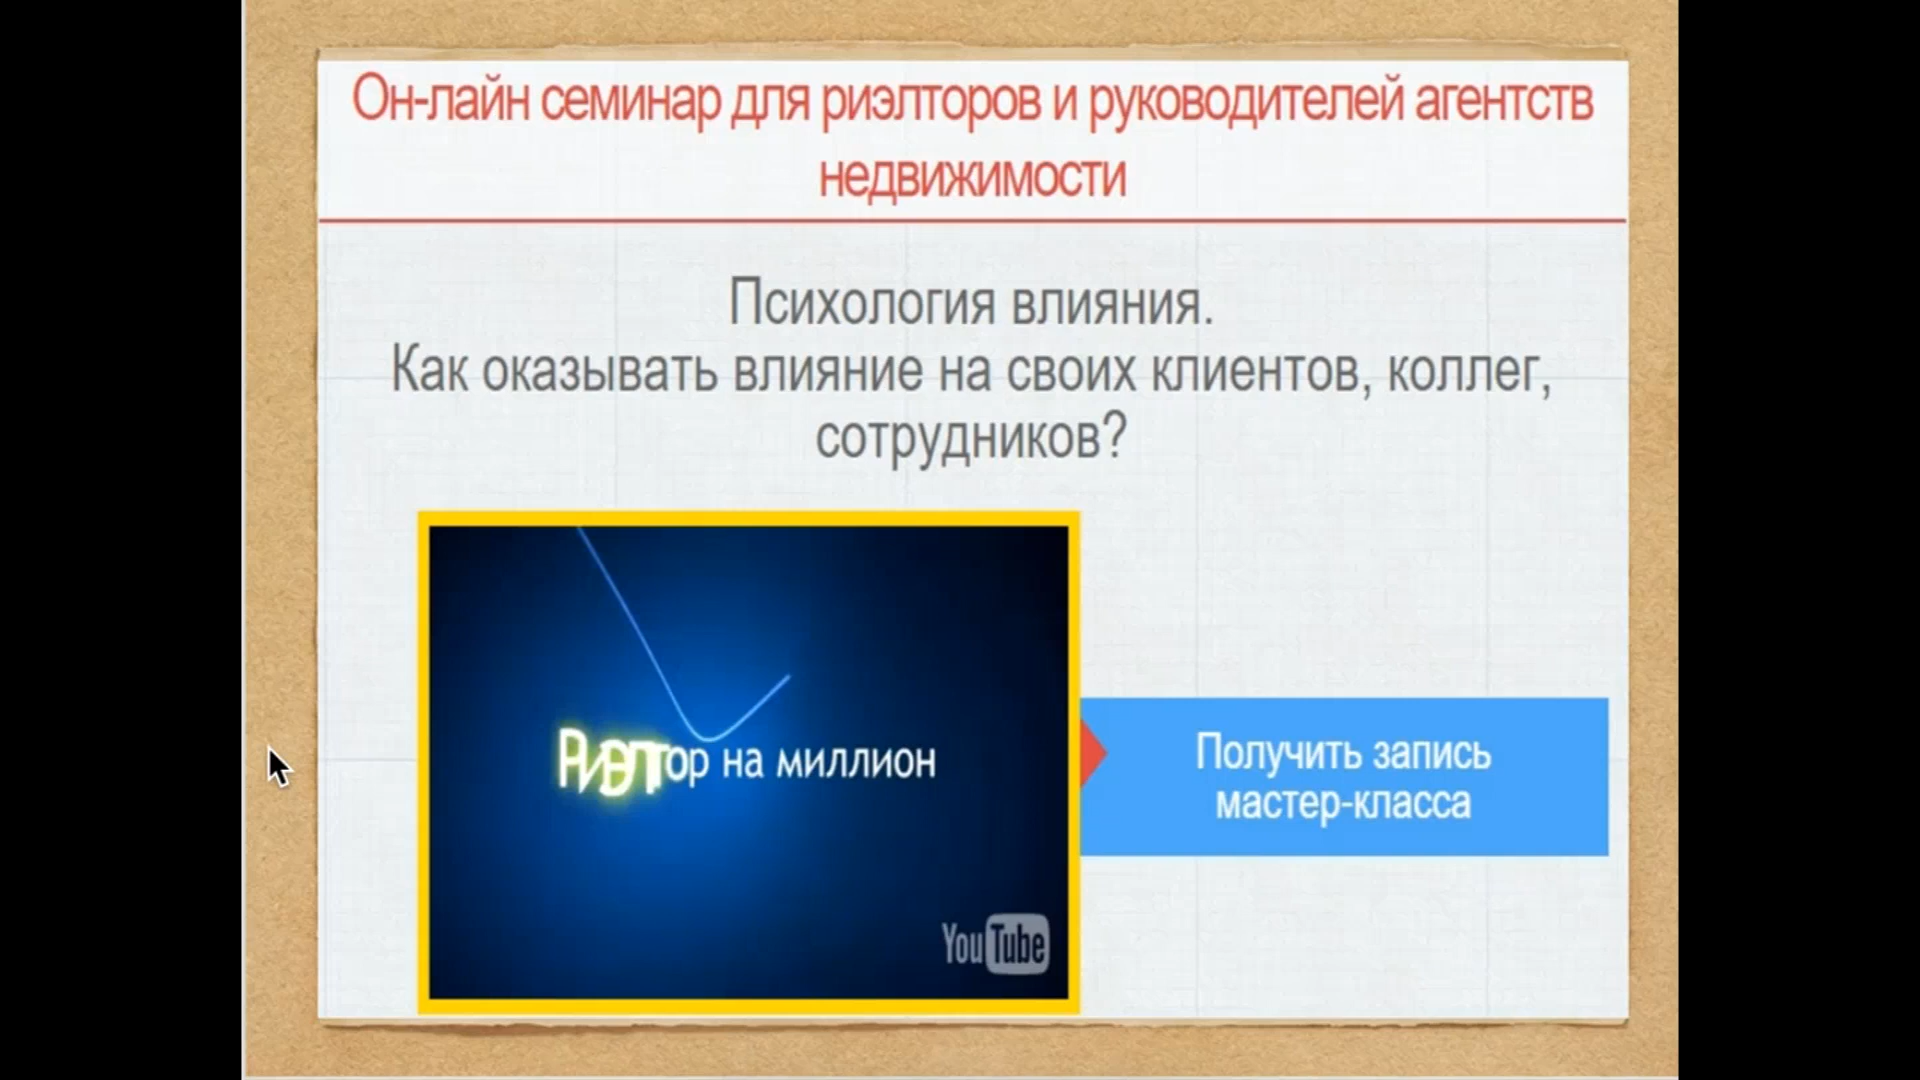 Он-лайн семинар для риэлторов и руководителей агентств
недвижимости
Психология влияния.
Как оказывать влияние на своих клиентов, коллег,
сотрудников?
Риэлтор на миллион
Получить запись
мастер-класса
YouTube